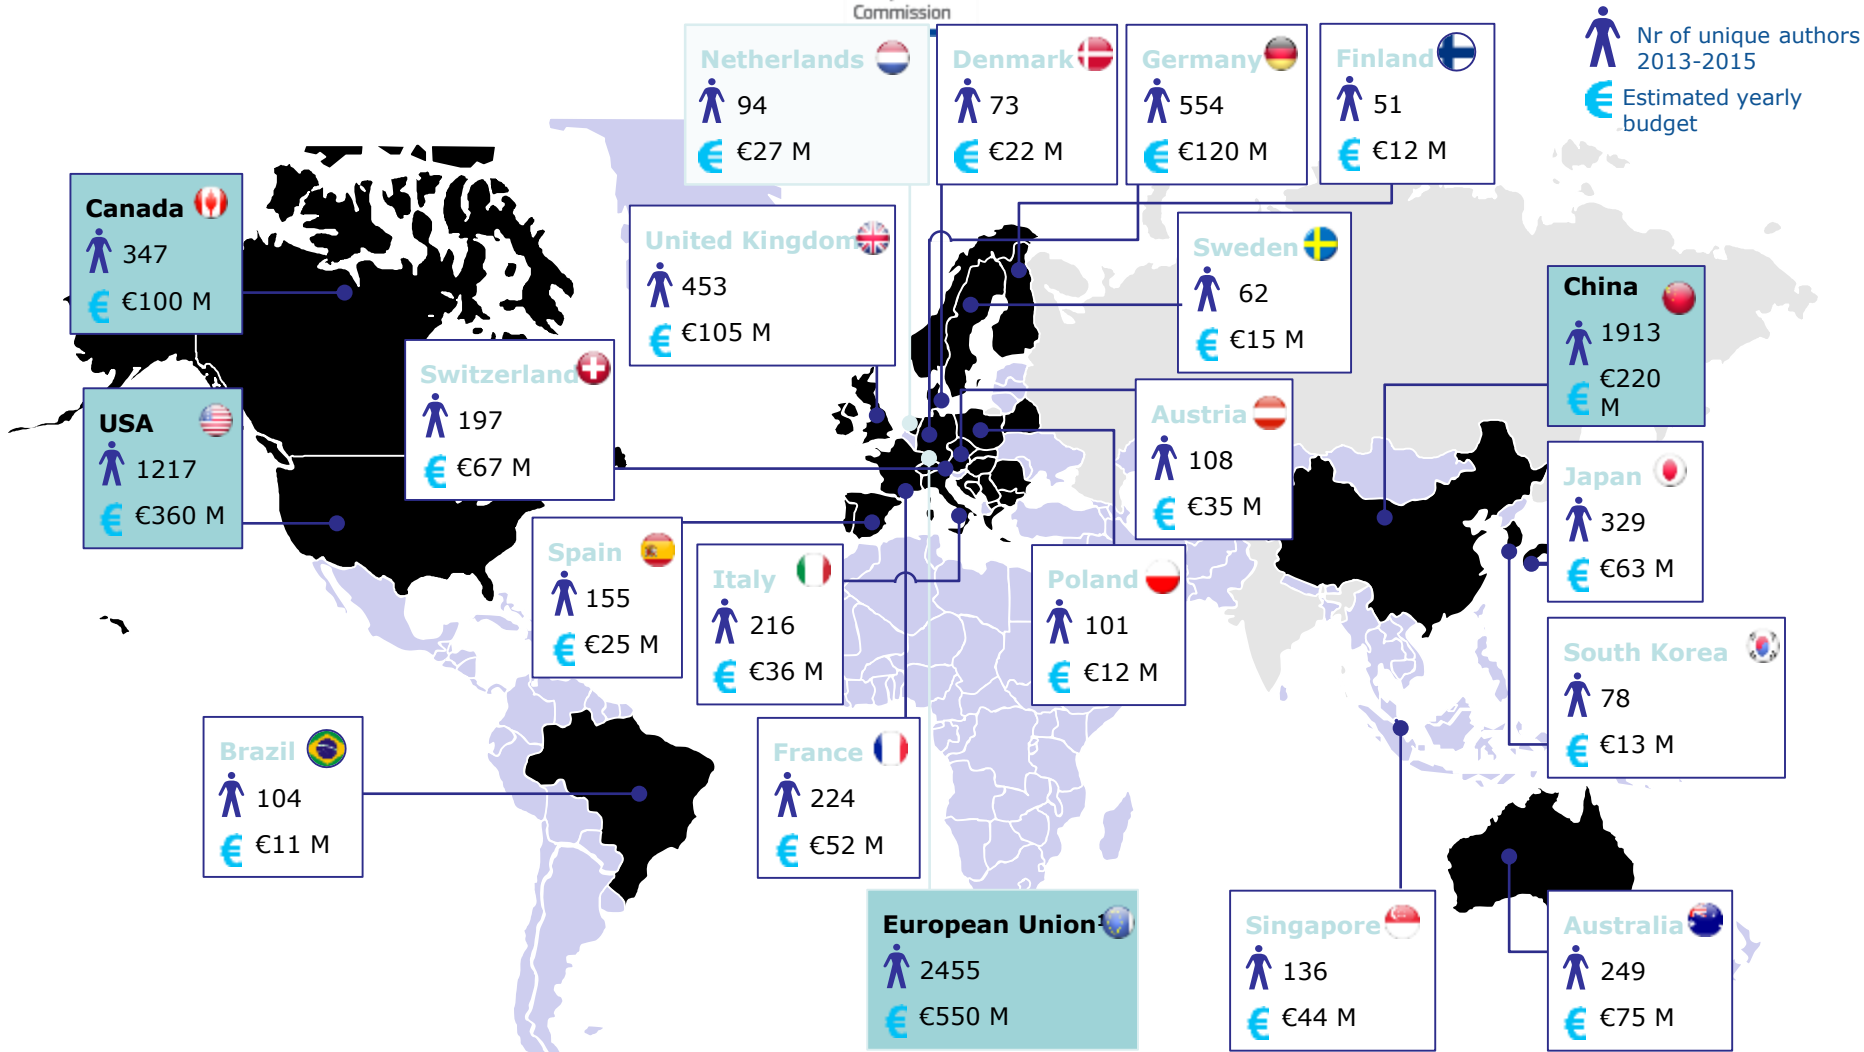 Commission
Nr of unique authors
2013-2015
Estimated yearly
budget
Netherlands
94
€27 M
Denmark
73
€22 M
Germany
554
€120 M
Finland
51
€12 M
Canada
347
€100 M
United Kingdom
453
€105 M
Sweden
62
€15 M
China
1913
€220
M
Switzerland
197
€67 M
USA
1217
€360 M
Austria
108
€35 M
Japan
329
€63 M
Spain
155
€25 M
Italy
216
€36 M
Poland
101
€12 M
South Korea
78
€13 M
Brazil
104
€11 M
France
224
€52 M
European Union¹
2455
€550 M
Singapore
136
€44 M
Australia
249
€75 M